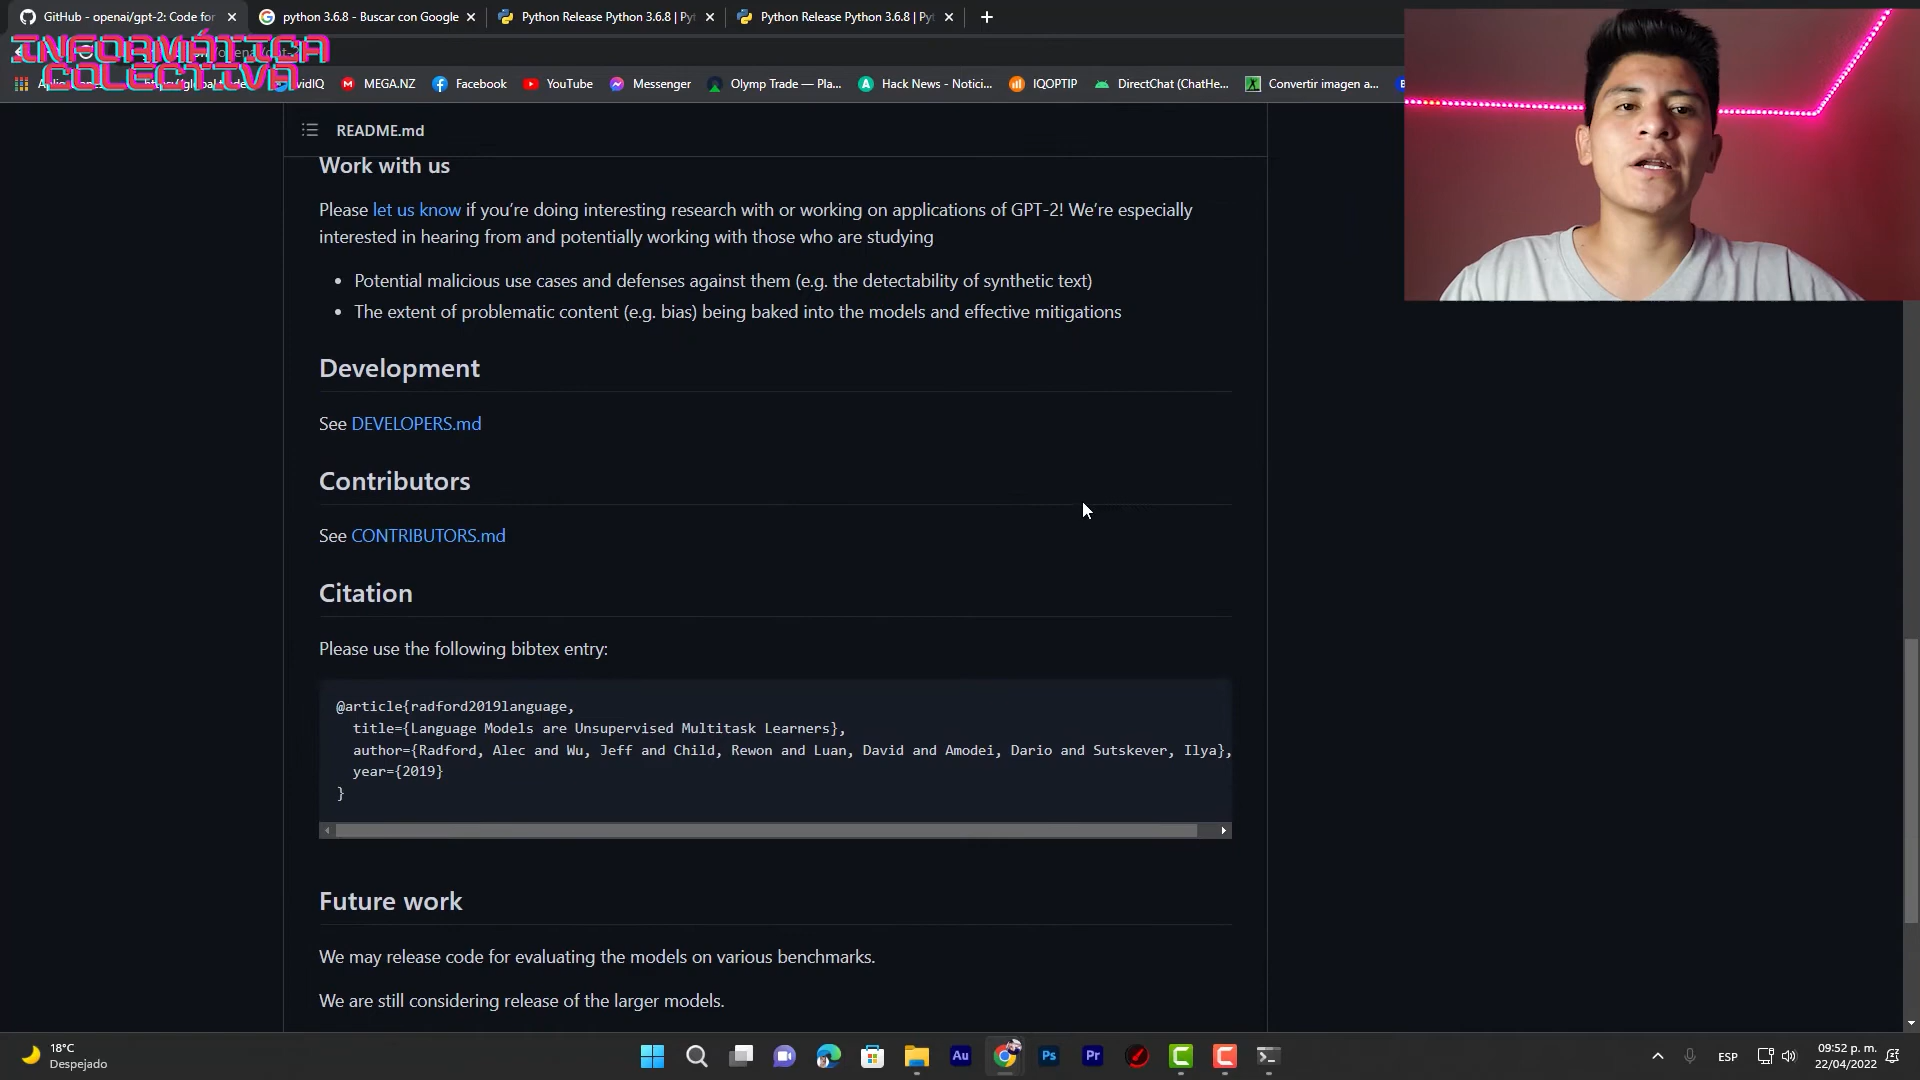 GitHub - openai/gpt-2: Code for
python 3.6.8 - Buscar con Google
Python Release Python 3.6.8 | Py
Python Release Python 3.6.8 | Pyt
INFORMÁTICA
COLECTIVA
vidIQ
MEGA.NZ
Facebook
YouTube
Messenger
Olymp Trade — Pla...
Hack News - Notici...
IQOPTIP
DirectChat (ChatHe...
Convertir imagen a...
README.md
Work with us
Please let us know if you’re doing interesting research with or working on applications of GPT-2! We’re especially
interested in hearing from and potentially working with those who are studying
• Potential malicious use cases and defenses against them (e.g. the detectability of synthetic text)
• The extent of problematic content (e.g. bias) being baked into the models and effective mitigations
Development
See DEVELOPERS.md
Contributors
See CONTRIBUTORS.md
Citation
Please use the following bibtex entry:
@article{radford2019language,
title={Language Models are Unsupervised Multitask Learners},
author={Radford, Alec and Wu, Jeff and Child, Rewon and Luan, David and Amodei, Dario and Sutskever, Ilya},
year={2019}
}
Future work
We may release code for evaluating the models on various benchmarks.
We are still considering release of the larger models.
18°C
Despejado
Au
Ps
Pr
ESP
09:52 p. m.
22/04/2022